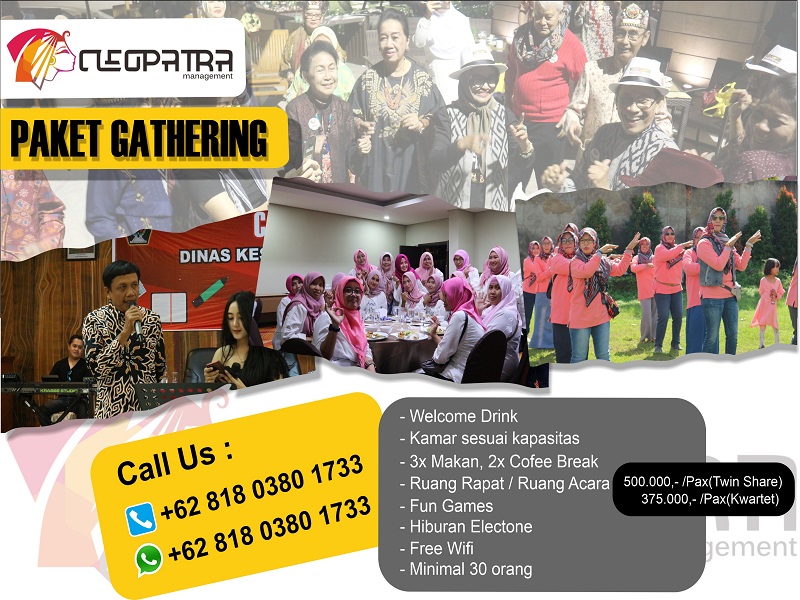 CLEOPATRA
management
PAKET GATHERING
DINAS KES
Call Us :
+62 818 0380 1733
+62 818 0380 1733
- Welcome Drink
- Kamar sesuai kapasitas
- 3x Makan, 2x Cofee Break
- Ruang Rapat / Ruang Acara
- Fun Games
- Hiburan Electone
- Free Wifi
- Minimal 30 orang
500.000,- /Pax(Twin Share)
375.000,- /Pax(Kwartet)